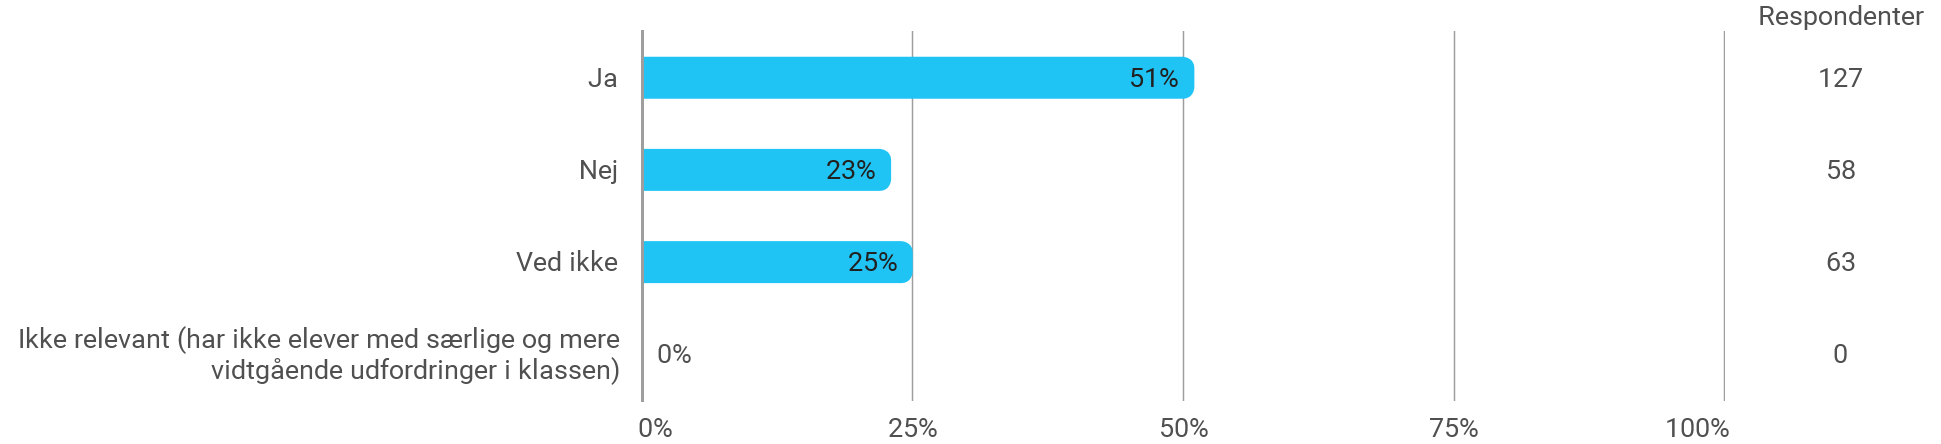 Respondenter
Ja 51% 127
Nej 23% 58
Ved ikke 25% 63
Ikke relevant (har ikke elever med særlige og mere
vidtgående udfordringer i klassen) 0% 0
0% 25% 50% 75% 100%